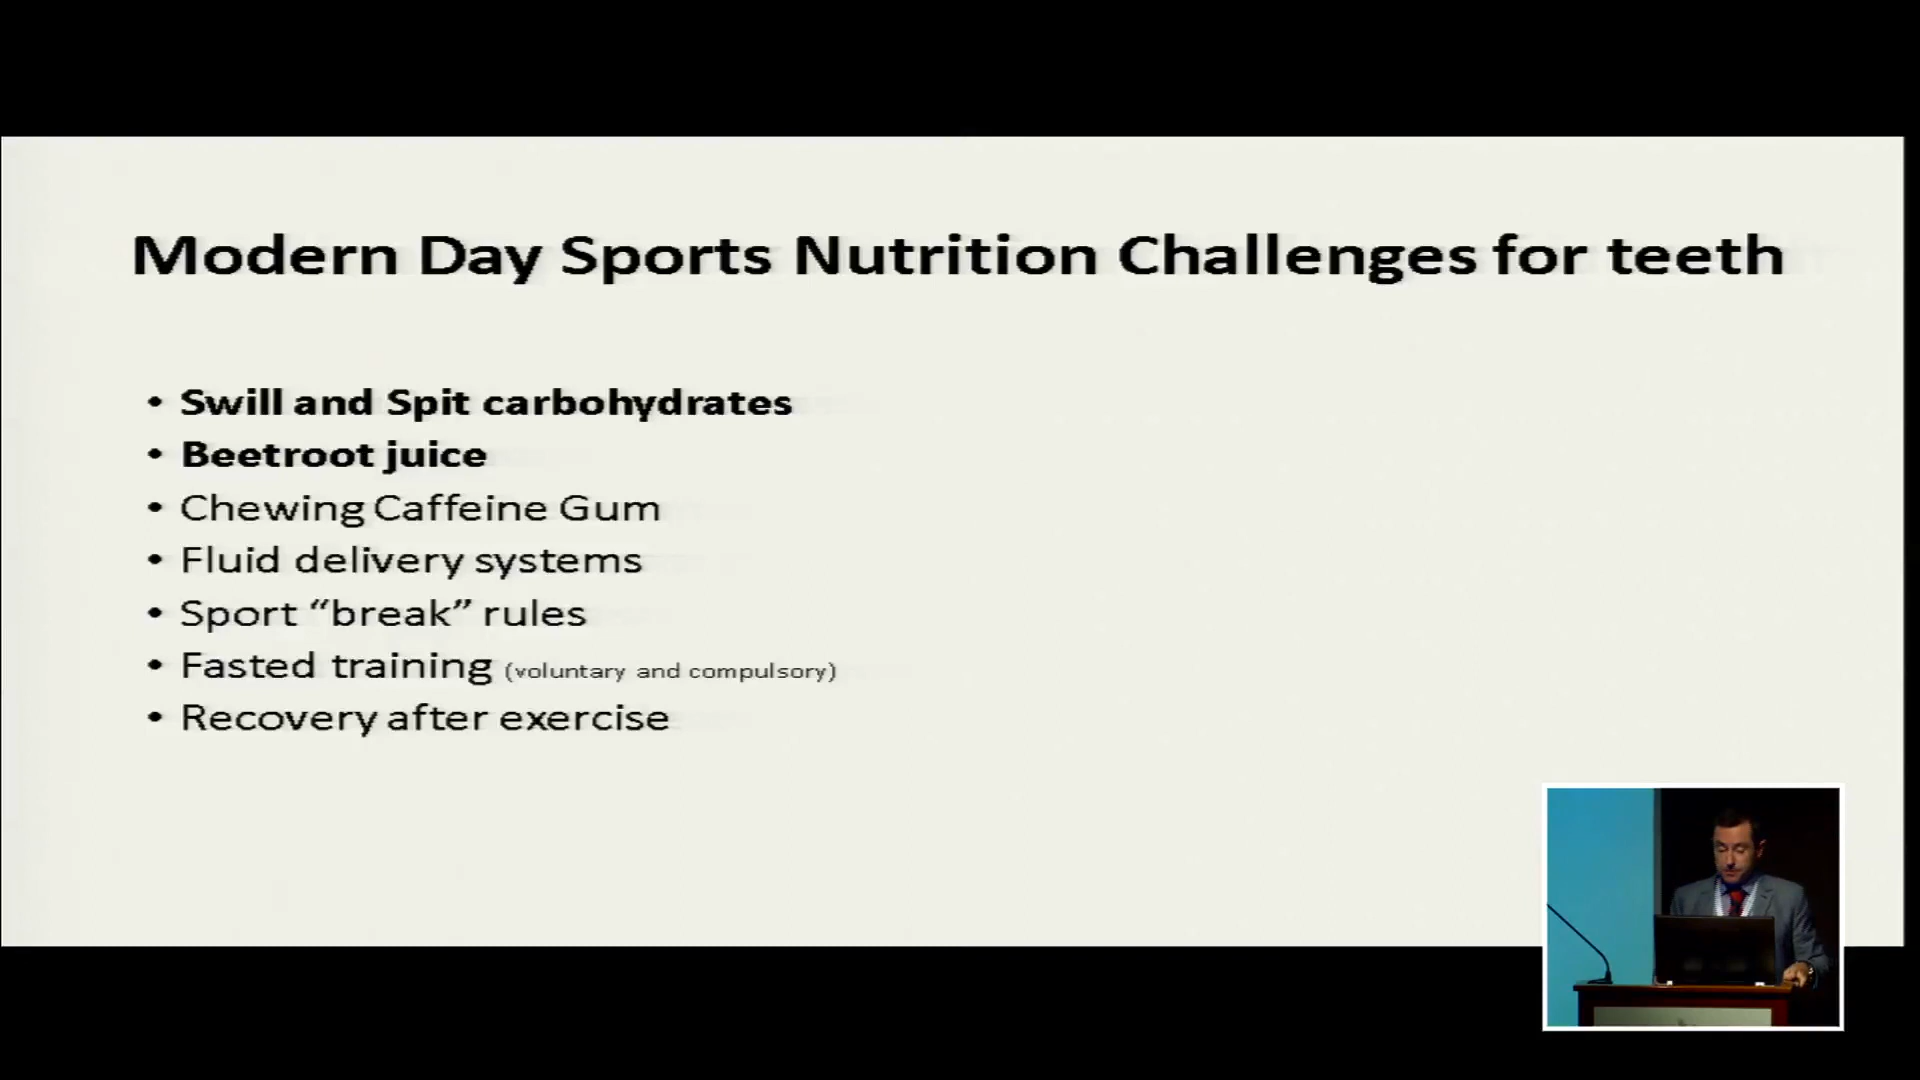 Modern Day Sports Nutrition Challenges for teeth
• Swill and Spit carbohydrates
• Beetroot juice
• Chewing Caffeine Gum
• Fluid delivery systems
• Sport “break” rules
• Fasted training (voluntary and compulsory)
• Recovery after exercise